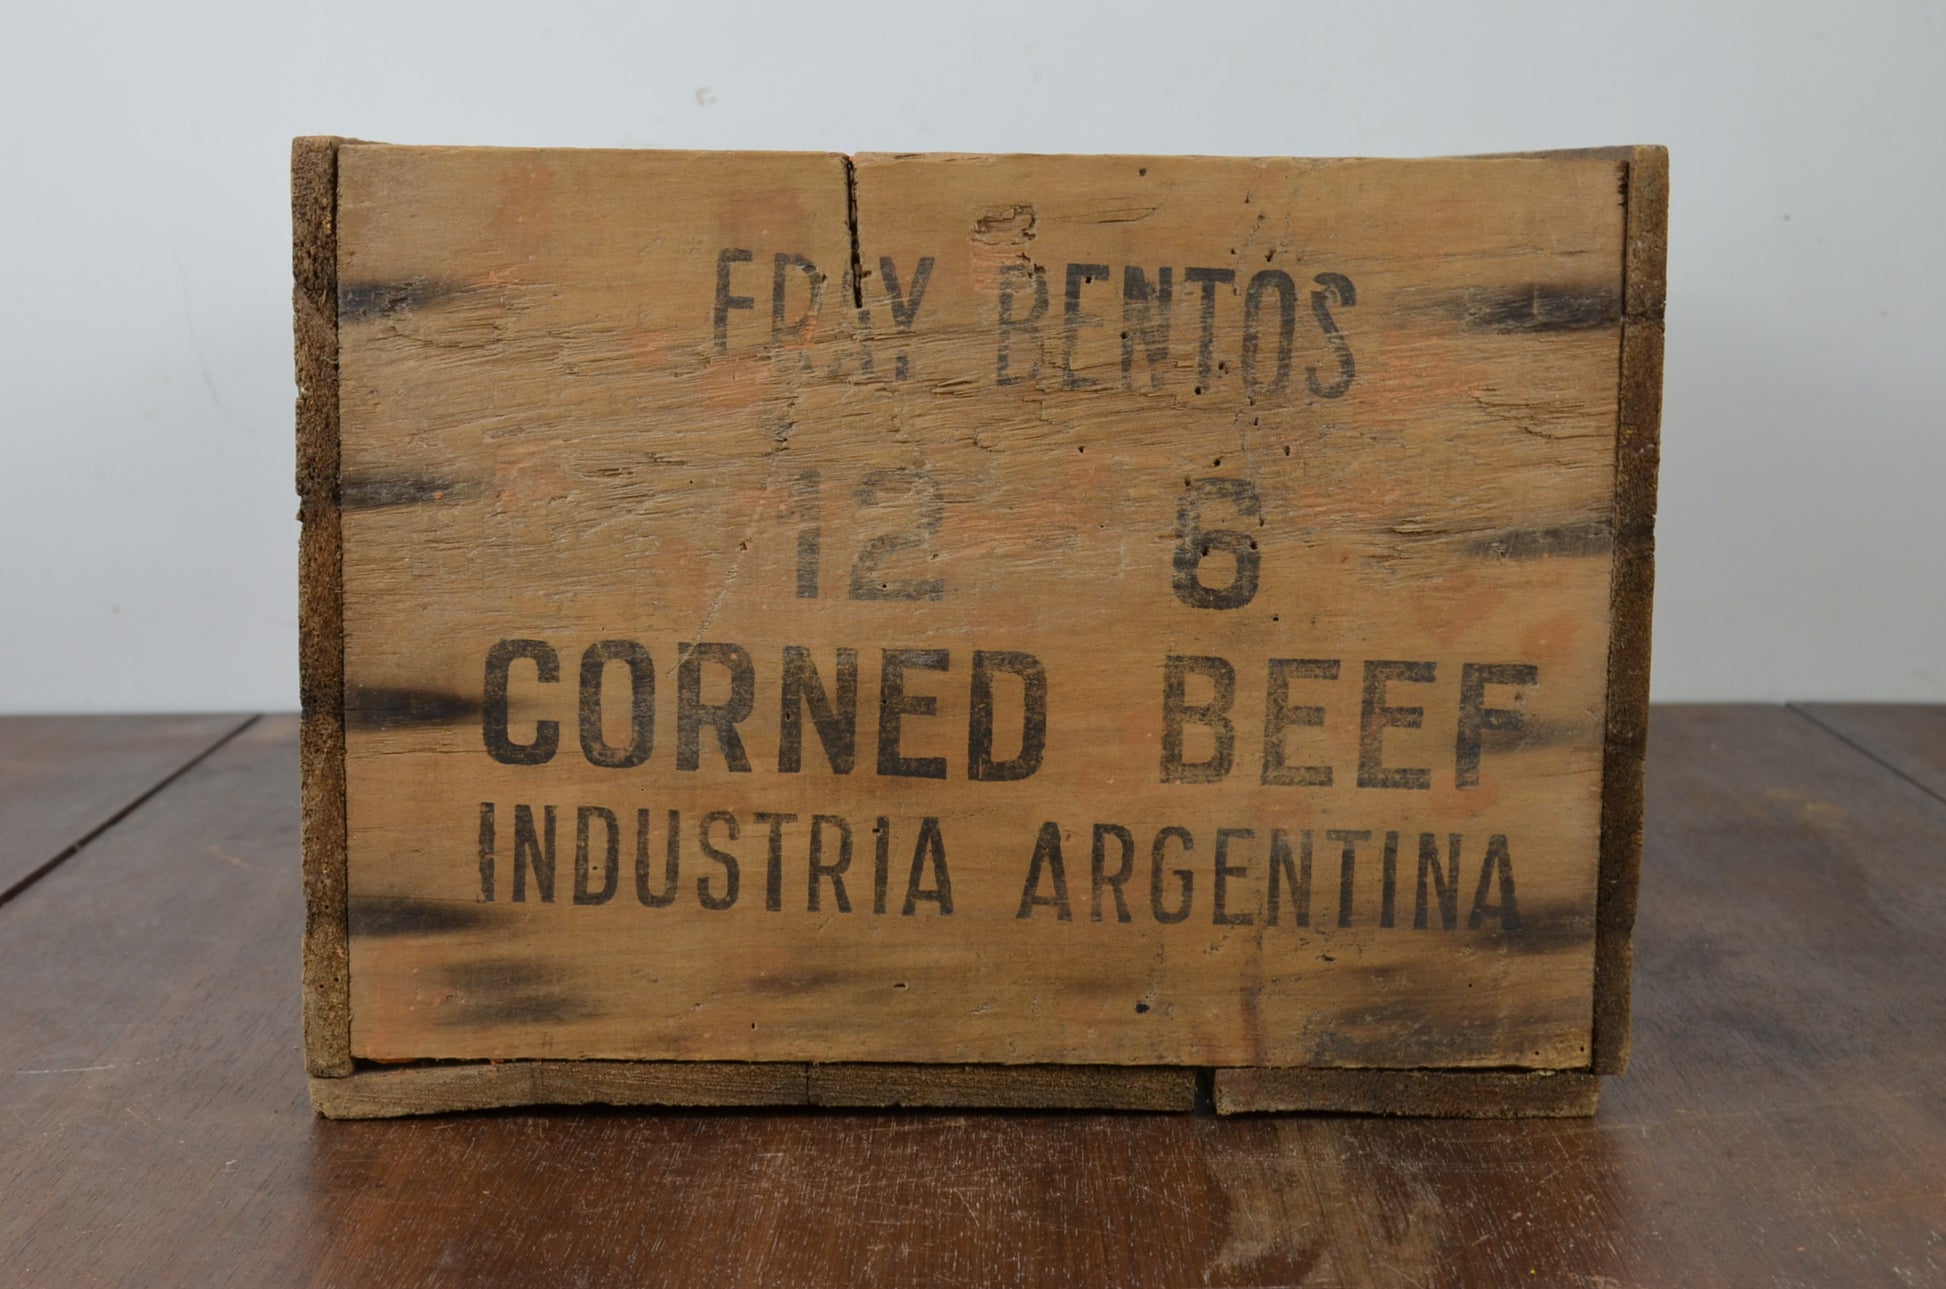 FRAY BENTOS
12 6
CORNED BEEF
INDUSTRIA ARGENTINA